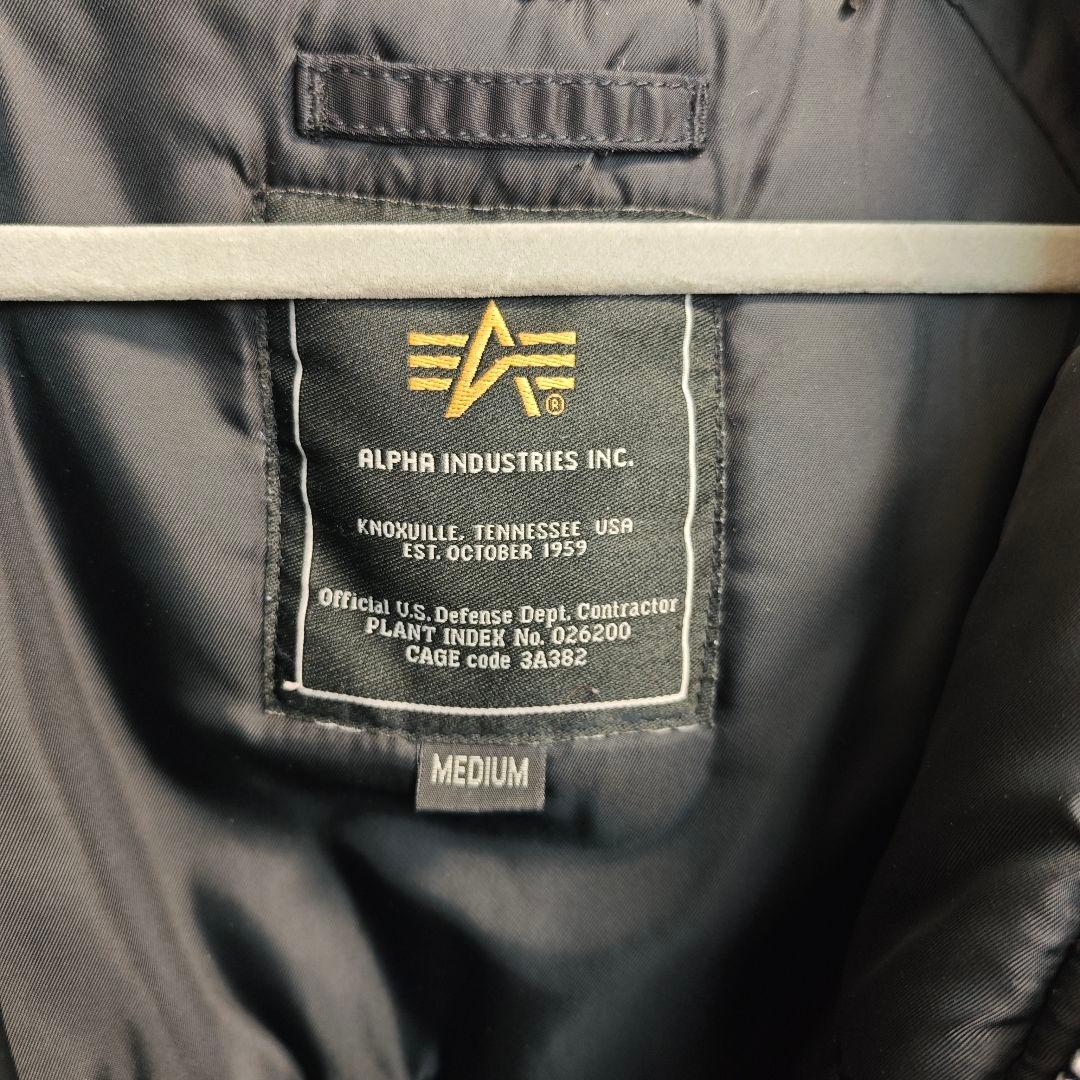 ®
ALPHA INDUSTRIES INC.
KNOXVILLE, TENNESSEE USA
EST. OCTOBER 1959
Official U.S. Defense Dept. Contractor
PLANT INDEX No. 026200
CAGE code 3A382
MEDIUM